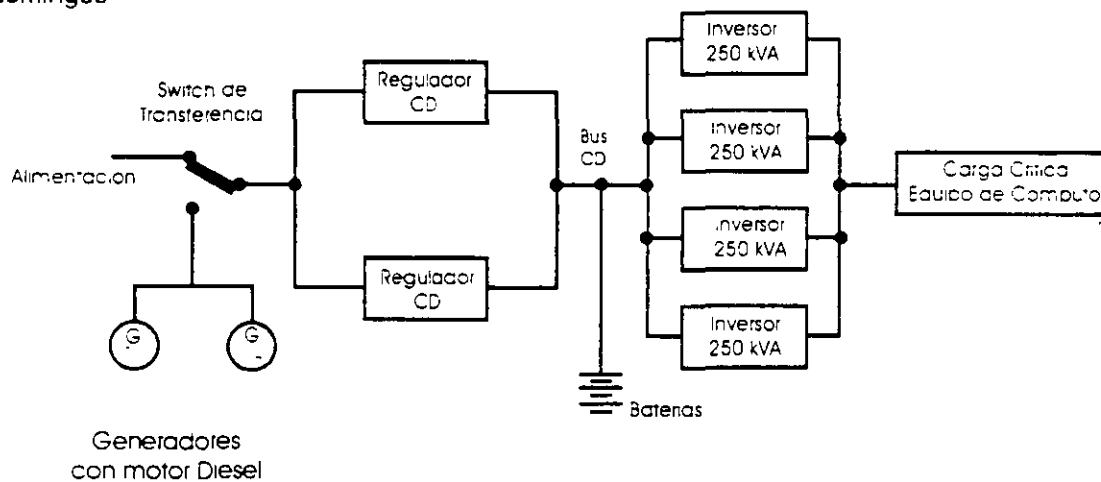 Inversor
250 kVA
Regulador
CD
Switch de
Transferencia
Inversor
250 kVA
Bus
CD
Alimentacion
Carga Critica
Equipo de Computo
Inversor
250 kVA
Regulador
CD
Inversor
250 kVA
G
G
Baterias
Generadores
con motor Diesel